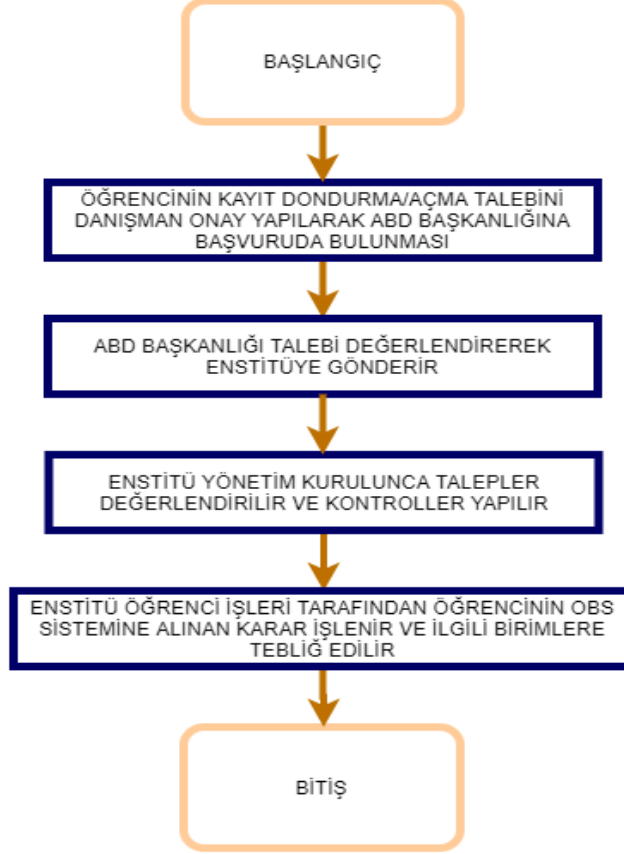 BAŞLANGIÇ
ÖĞRENCİNİN KAYIT DONDURMA/AÇMA TALEBİNİ
DANIŞMAN ONAY YAPILARAK ABD BAŞKANLIĞINA
BAŞVURUDA BULUNMASI
ABD BAŞKANLIĞI TALEBİ DEĞERLENDİREREK
ENSTİTÜYE GÖNDERİR
ENSTİTÜ YÖNETİM KURULUNCA TALEPLER
DEĞERLENDİRİLİR VE KONTROLLER YAPILIR
ENSTİTÜ ÖĞRENCİ İŞLERİ TARAFINDAN ÖĞRENCİNİN OBS
SİSTEMİNE ALINAN KARAR İŞLENİR VE İLGİLİ BİRİMLERE
TEBLİĞ EDİLİR
BİTİŞ